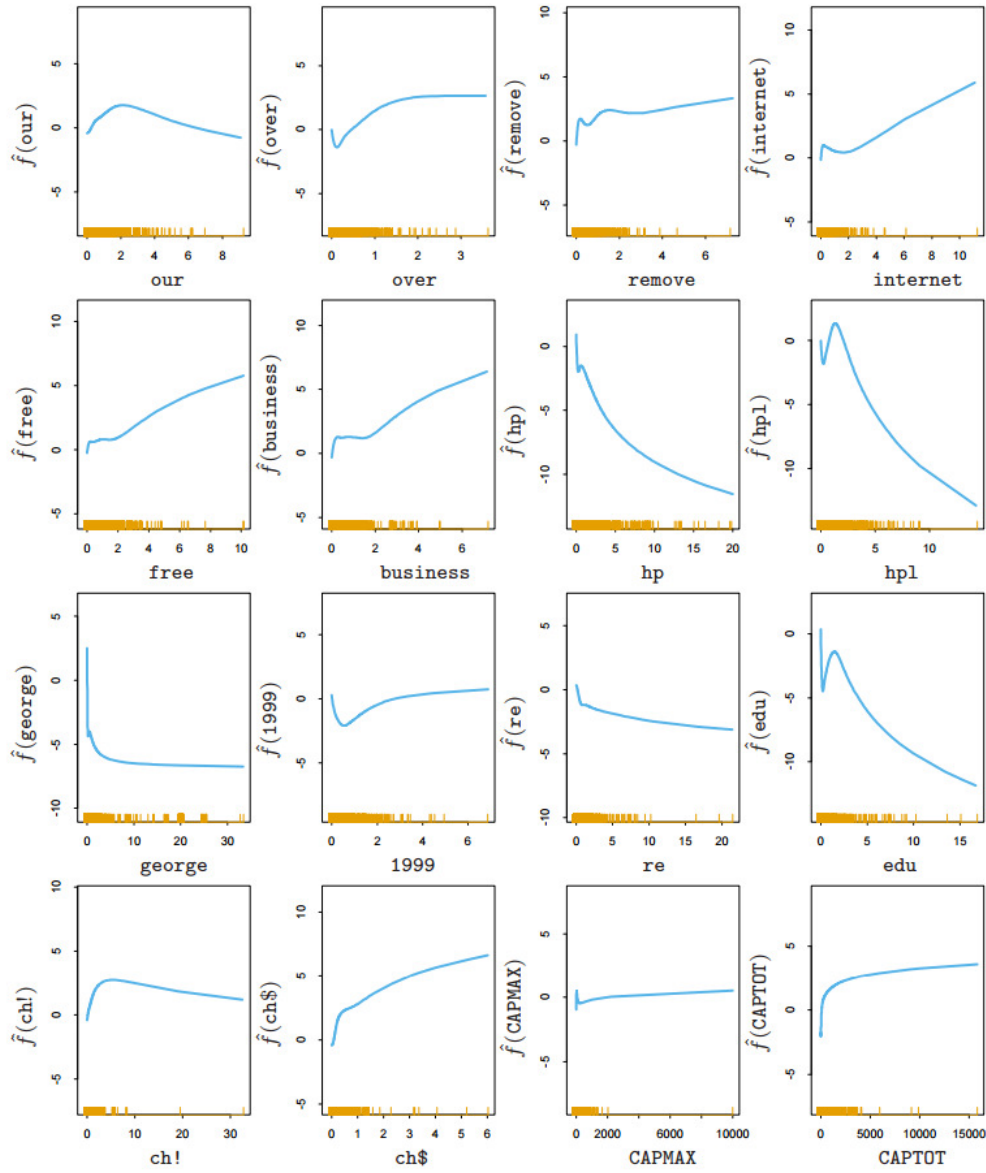 f̂(our) -5 0 5
0 2 4 6 8
our
f̂(over) -5 0 5
0 1 2 3
over
f̂(remove) -5 0 5 10
0 2 4 6
remove
f̂(internet) -5 0 5 10
0 2 4 6 8 10
internet
f̂(free) -5 0 5 10
0 2 4 6 8 10
free
f̂(business) -5 0 5 10
0 2 4 6
business
f̂(hp) -10 -5 0
0 5 10 15 20
hp
f̂(hpl) -10 -5 0
0 5 10
hpl
f̂(george) -10 -5 0 5
0 10 20 30
george
f̂(1999) -5 0 5
0 2 4 6
1999
f̂(re) -10 -5 0 5
0 5 10 15 20
re
f̂(edu) -10 -5 0
0 5 10 15
edu
f̂(ch!) -5 0 5 10
0 10 20 30
ch!
f̂(ch$) -5 0 5 10
0 1 2 3 4 5 6
ch$
f̂(CAPMAX) -5 0 5
0 2000 6000 10000
CAPMAX
f̂(CAPTOT) -5 0 5
0 5000 10000 15000
CAPTOT